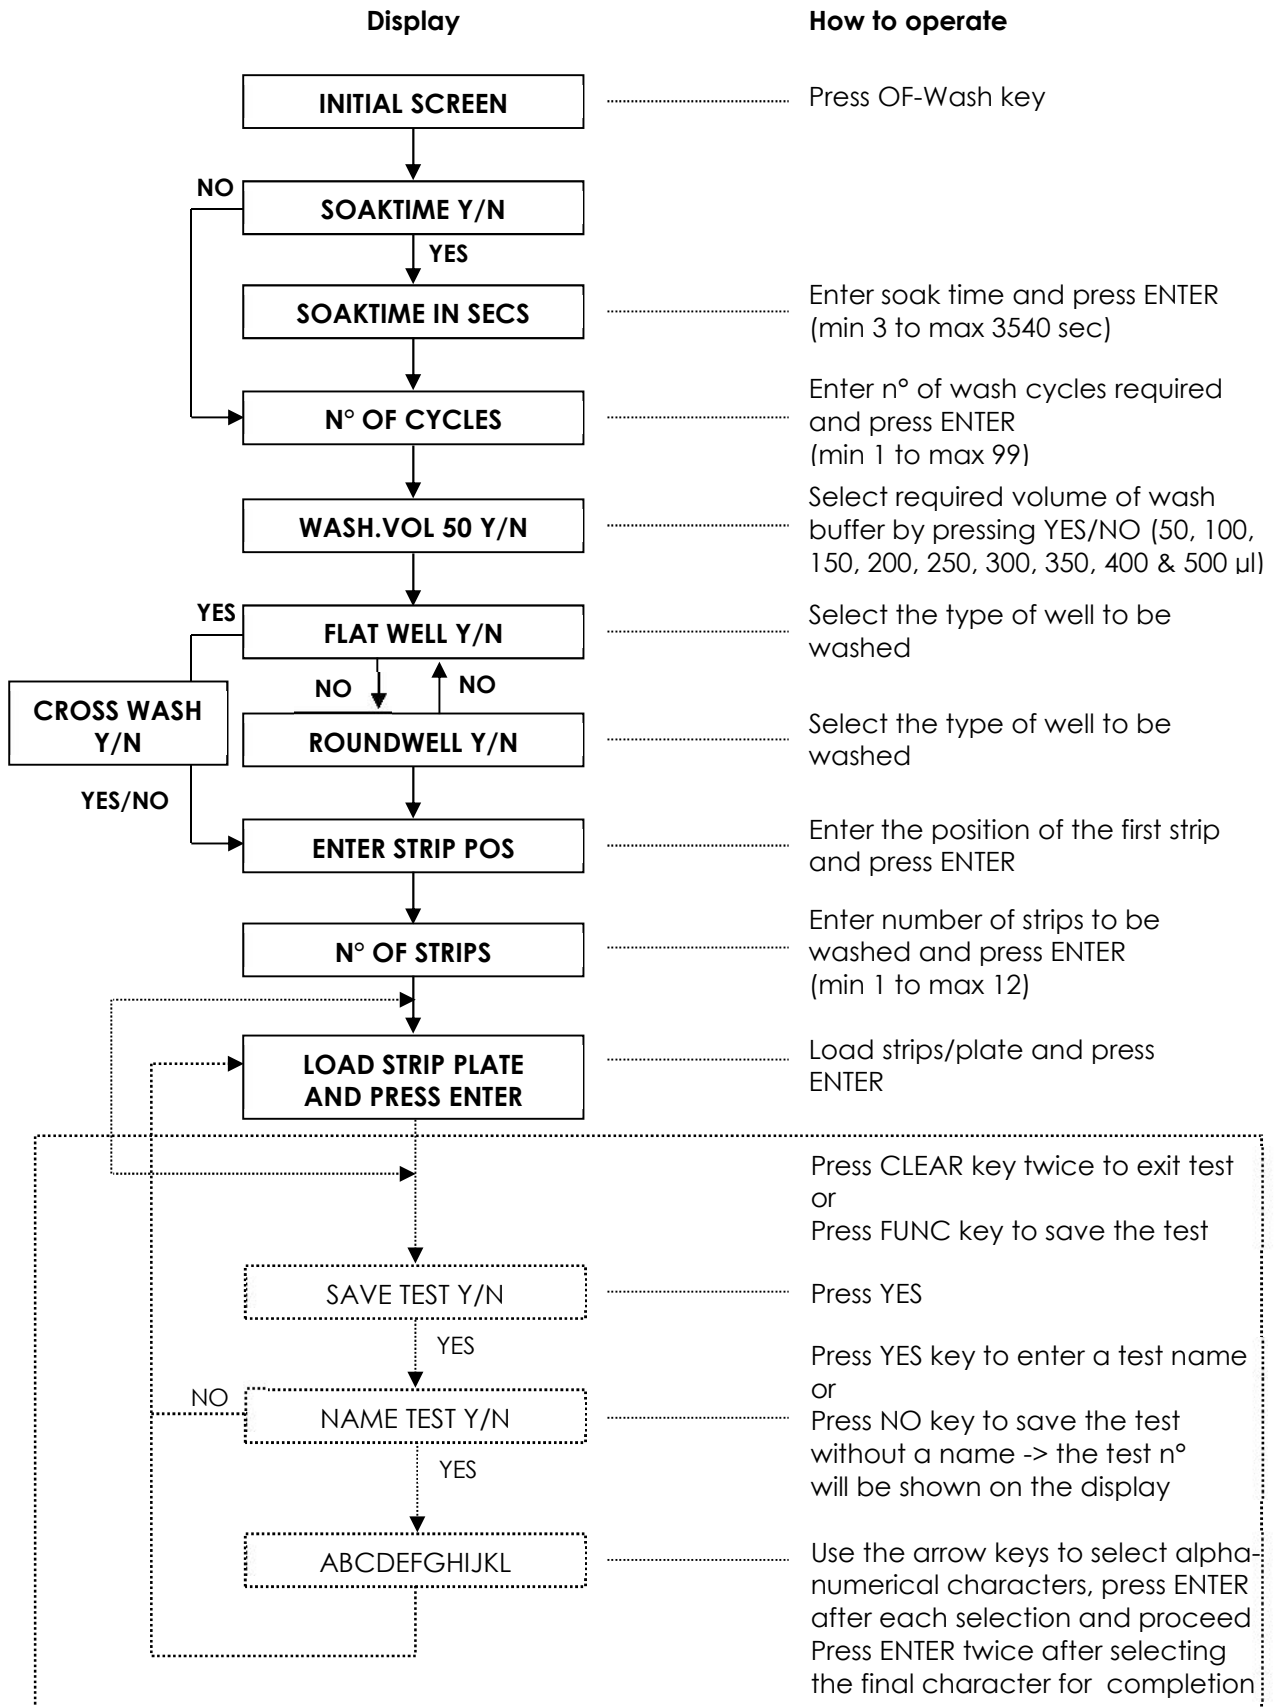 Display
How to operate
INITIAL SCREEN
Press OF-Wash key
NO
SOAKTIME Y/N
YES
SOAKTIME IN SECS
Enter soak time and press ENTER
(min 3 to max 3540 sec)
N° OF CYCLES
Enter n° of wash cycles required
and press ENTER
(min 1 to max 99)
WASH.VOL 50 Y/N
Select required volume of wash
buffer by pressing YES/NO (50, 100,
150, 200, 250, 300, 350, 400 & 500 µl)
YES
FLAT WELL Y/N
Select the type of well to be
washed
NO
NO
CROSS WASH
Y/N
ROUNDWELL Y/N
Select the type of well to be
washed
YES/NO
ENTER STRIP POS
Enter the position of the first strip
and press ENTER
N° OF STRIPS
Enter number of strips to be
washed and press ENTER
(min 1 to max 12)
LOAD STRIP PLATE
AND PRESS ENTER
Load strips/plate and press
ENTER
Press CLEAR key twice to exit test
or
Press FUNC key to save the test
SAVE TEST Y/N
Press YES
YES
NO
NAME TEST Y/N
Press YES key to enter a test name
or
Press NO key to save the test
without a name -> the test n°
will be shown on the display
YES
ABCDEFGHIJKL
Use the arrow keys to select alpha-
numerical characters, press ENTER
after each selection and proceed
Press ENTER twice after selecting
the final character for completion